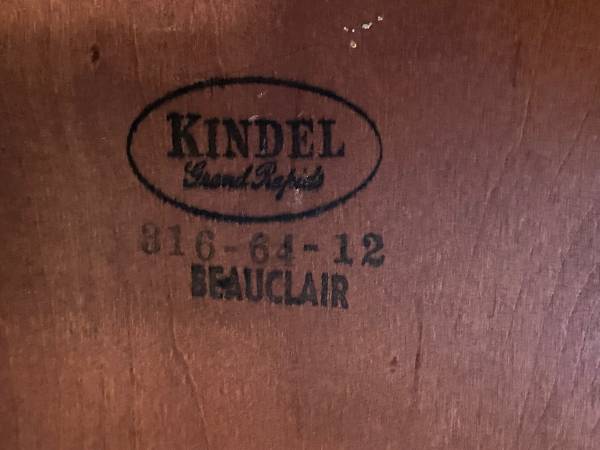 KINDEL
Grand Rapids
816-64-12
BEAUCLAIR